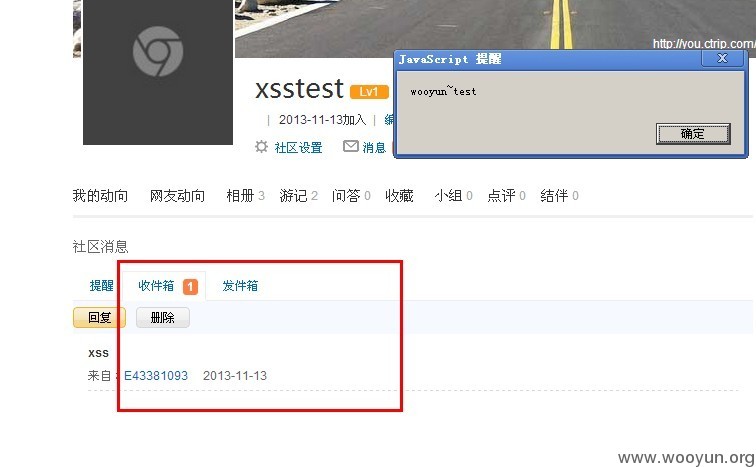 http://you.ctrip.com/
JavaScript 提醒
wooyun~test
确定
xsstest Lv1
| 2013-11-13加入 |
社区设置 消息
我的动向 网友动向 相册 3 游记 2 问答 0 收藏 小组 0 点评 0 结伴 0
社区消息
提醒 收件箱 1 发件箱
回复 删除
xss
来自：E43381093 2013-11-13
www.wooyun.org